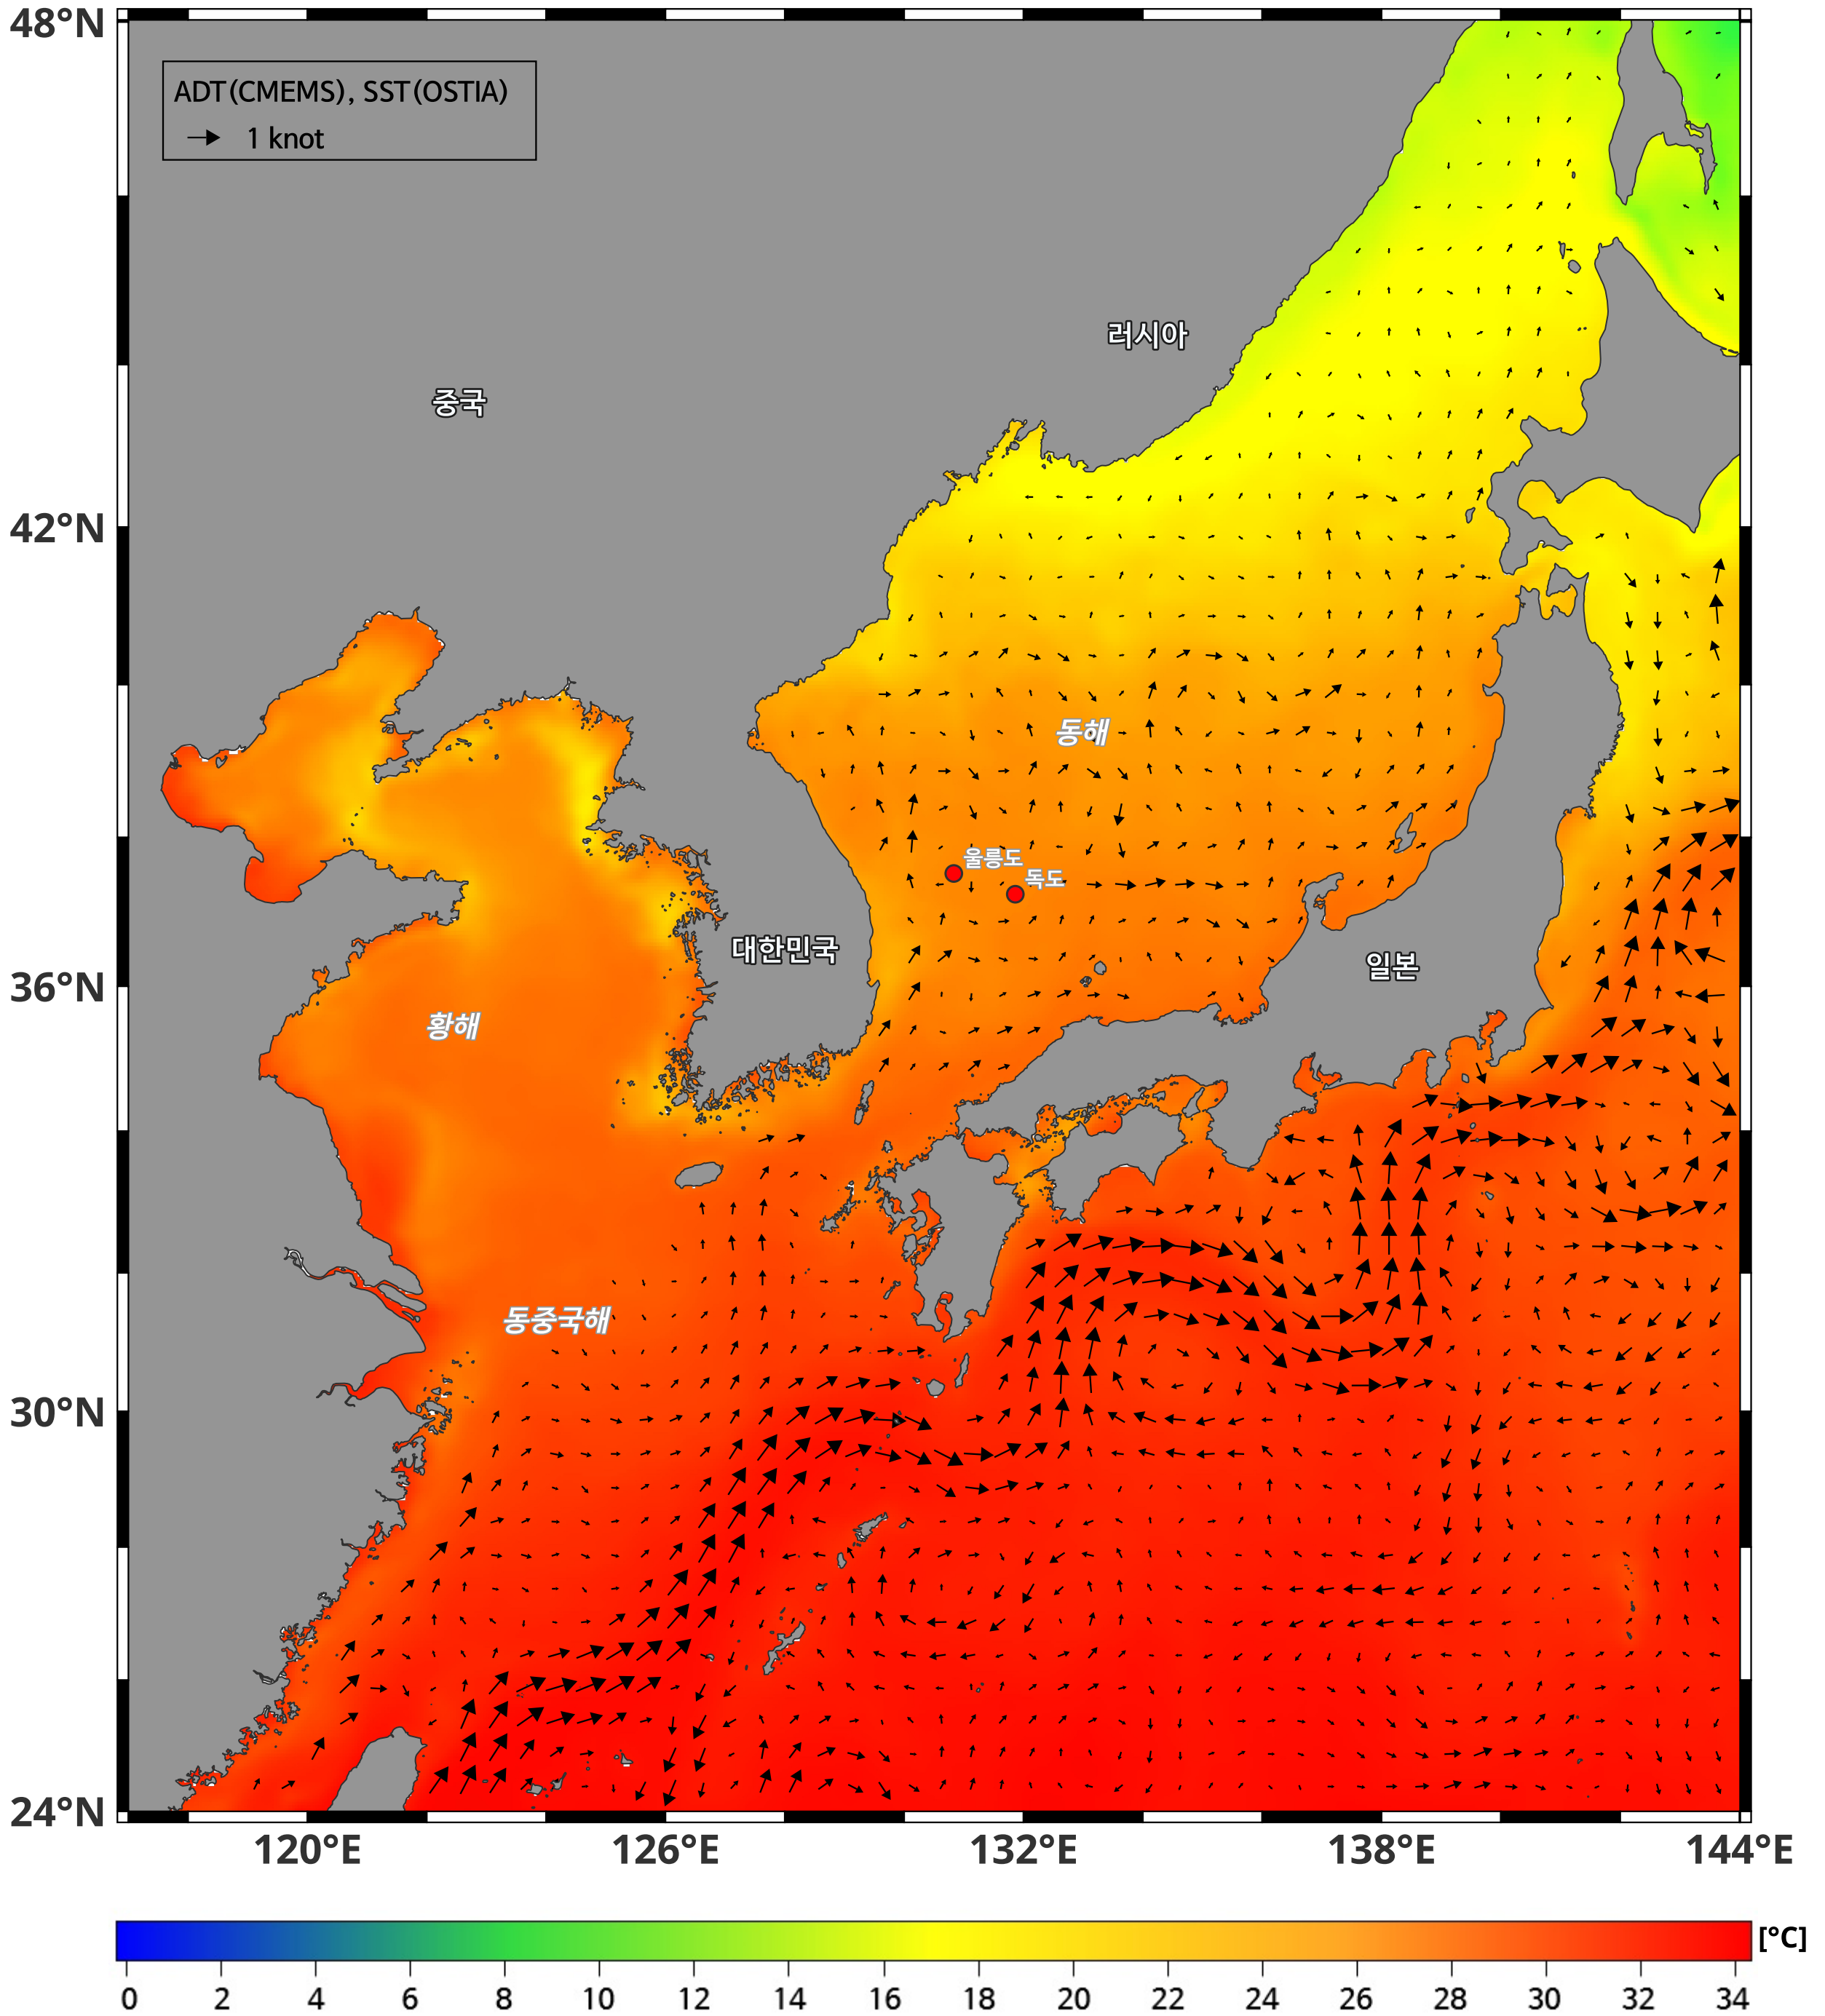 48°N
ADT(CMEMS), SST(OSTIA)
1 knot
러시아
중국
42°N
동해
울릉도
독도
대한민국
일본
36°N
황해
동중국해
30°N
24°N
120°E 126°E 132°E 138°E 144°E
[°C]
0 2 4 6 8 10 12 14 16 18 20 22 24 26 28 30 32 34